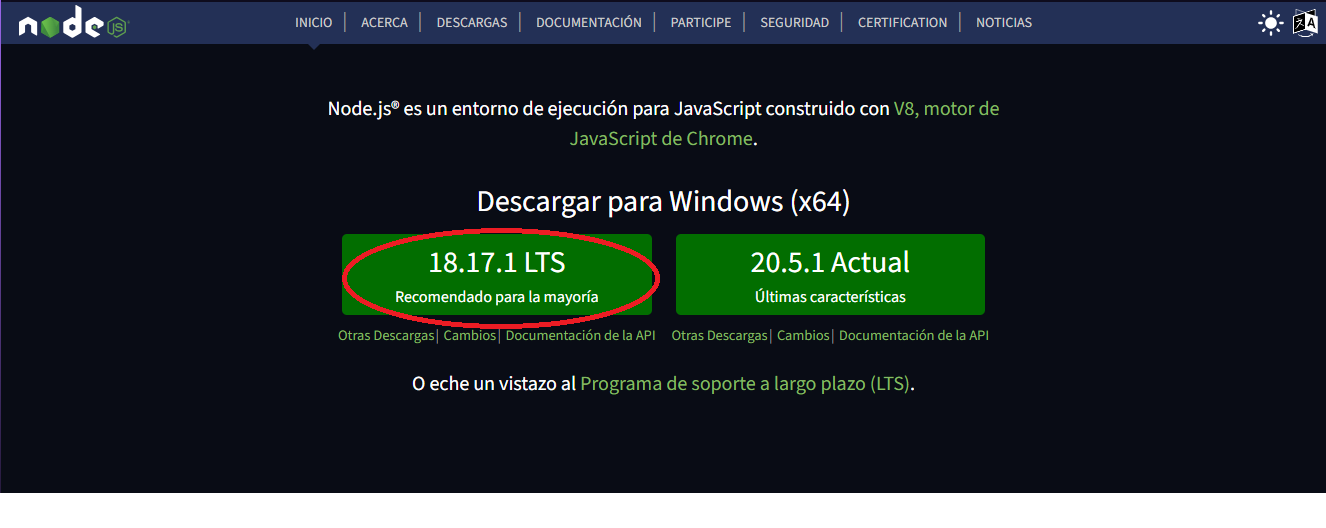 node js
INICIO | ACERCA | DESCARGAS | DOCUMENTACIÓN | PARTICIPE | SEGURIDAD | CERTIFICATION | NOTICIAS
Node.js® es un entorno de ejecución para JavaScript construido con V8, motor de
JavaScript de Chrome.
Descargar para Windows (x64)
18.17.1 LTS
Recomendado para la mayoría
20.5.1 Actual
Últimas características
Otras Descargas | Cambios | Documentación de la API
Otras Descargas | Cambios | Documentación de la API
O eche un vistazo al Programa de soporte a largo plazo (LTS).